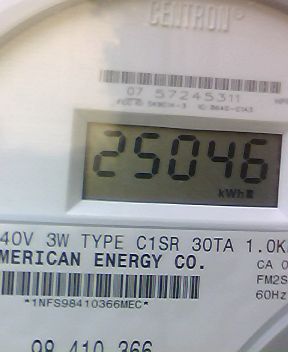 CENTRON®
07 57245311
25046
kWh
40V 3W TYPE C1SR 30TA 1.0K
MERICAN ENERGY CO.
CA 0
FM2S
60Hz
*1NFS98410366MEC*
98 410 366